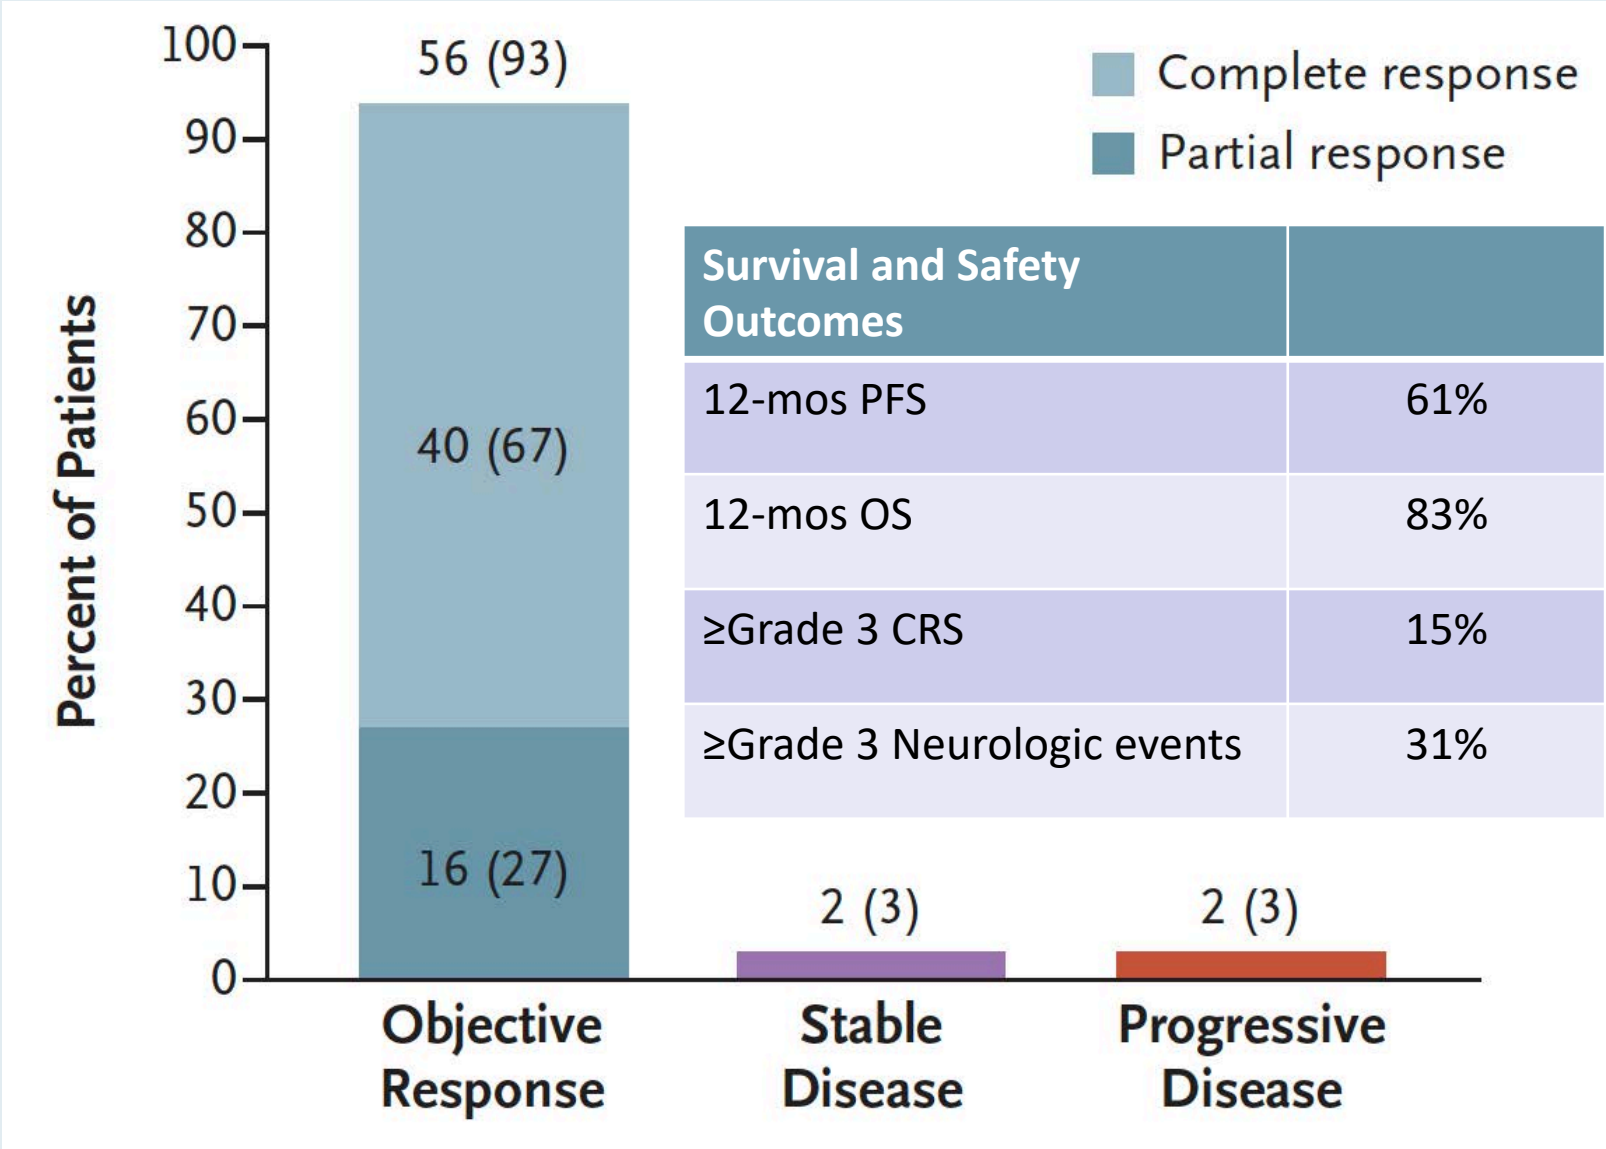 Percent of Patients
100
90
80
70
60
50
40
30
20
10
0
56 (93)
40 (67)
16 (27)
2 (3)
2 (3)
Objective
Response
Stable
Disease
Progressive
Disease
Complete response
Partial response
Survival and Safety
Outcomes
12-mos PFS 61%
12-mos OS 83%
≥Grade 3 CRS 15%
≥Grade 3 Neurologic events 31%